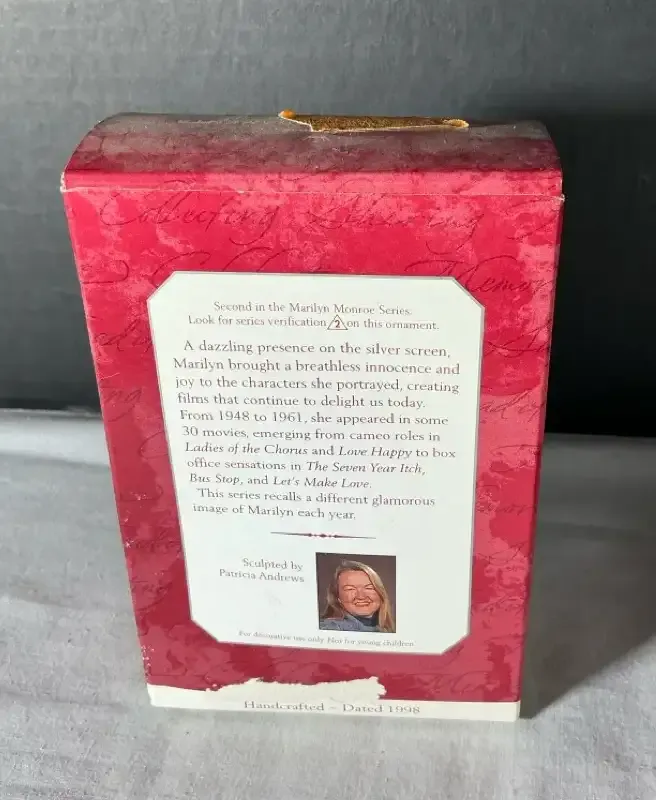 Collecting
Memor
Second in the Marilyn Monroe Series.
Look for series verification 2 on this ornament.
A dazzling presence on the silver screen,
Marilyn brought a breathless innocence and
joy to the characters she portrayed, creating
films that continue to delight us today.
From 1948 to 1961, she appeared in some
30 movies, emerging from cameo roles in
Ladies of the Chorus and Love Happy to box
office sensations in The Seven Year Itch,
Bus Stop, and Let's Make Love.
This series recalls a different glamorous
image of Marilyn each year.
Sculpted by
Patricia Andrews
For decorative use only Not for young children
Handcrafted ~ Dated 1998